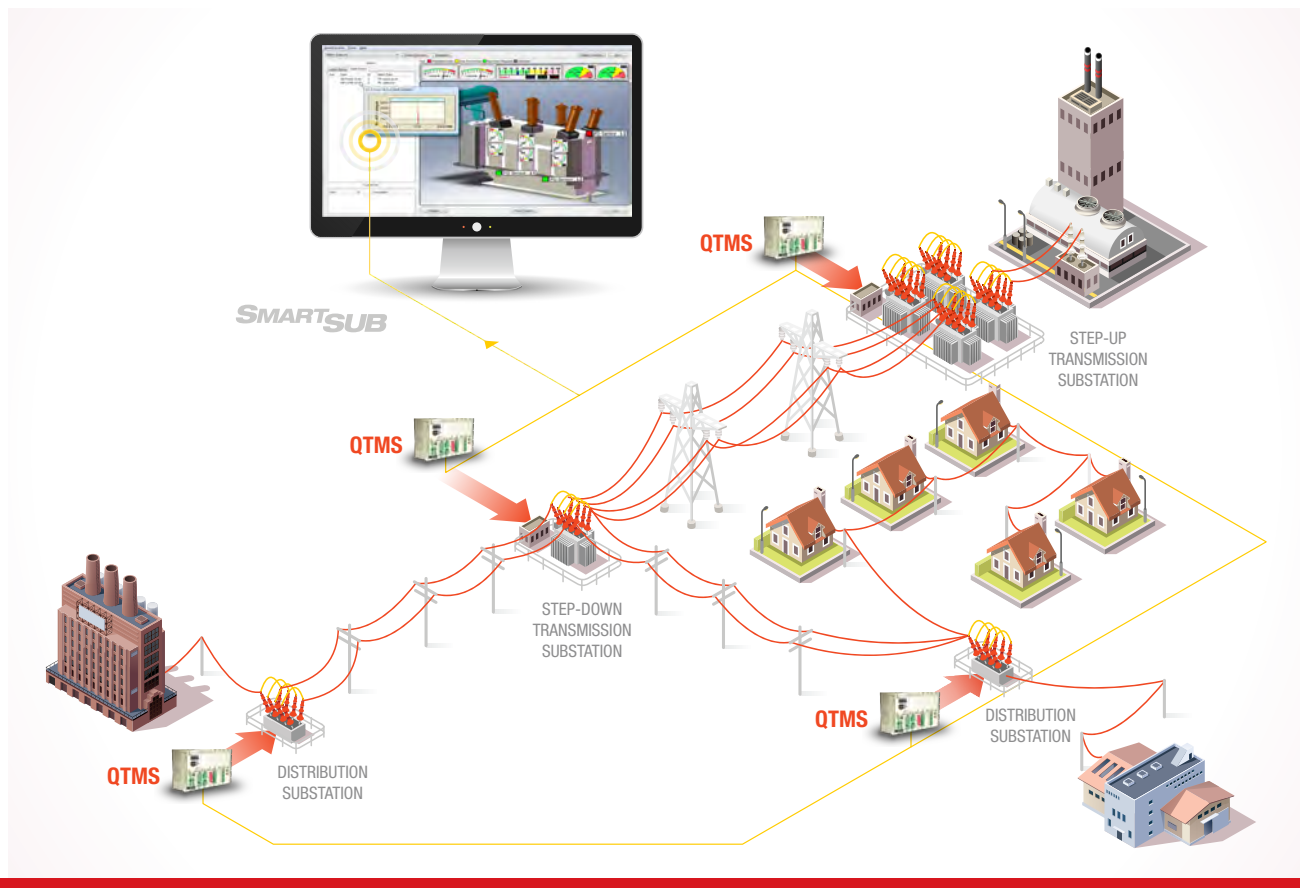 QTMS
SMARTSUB
STEP-UP
TRANSMISSION
SUBSTATION
QTMS
STEP-DOWN
TRANSMISSION
SUBSTATION
QTMS
DISTRIBUTION
SUBSTATION
QTMS
DISTRIBUTION
SUBSTATION